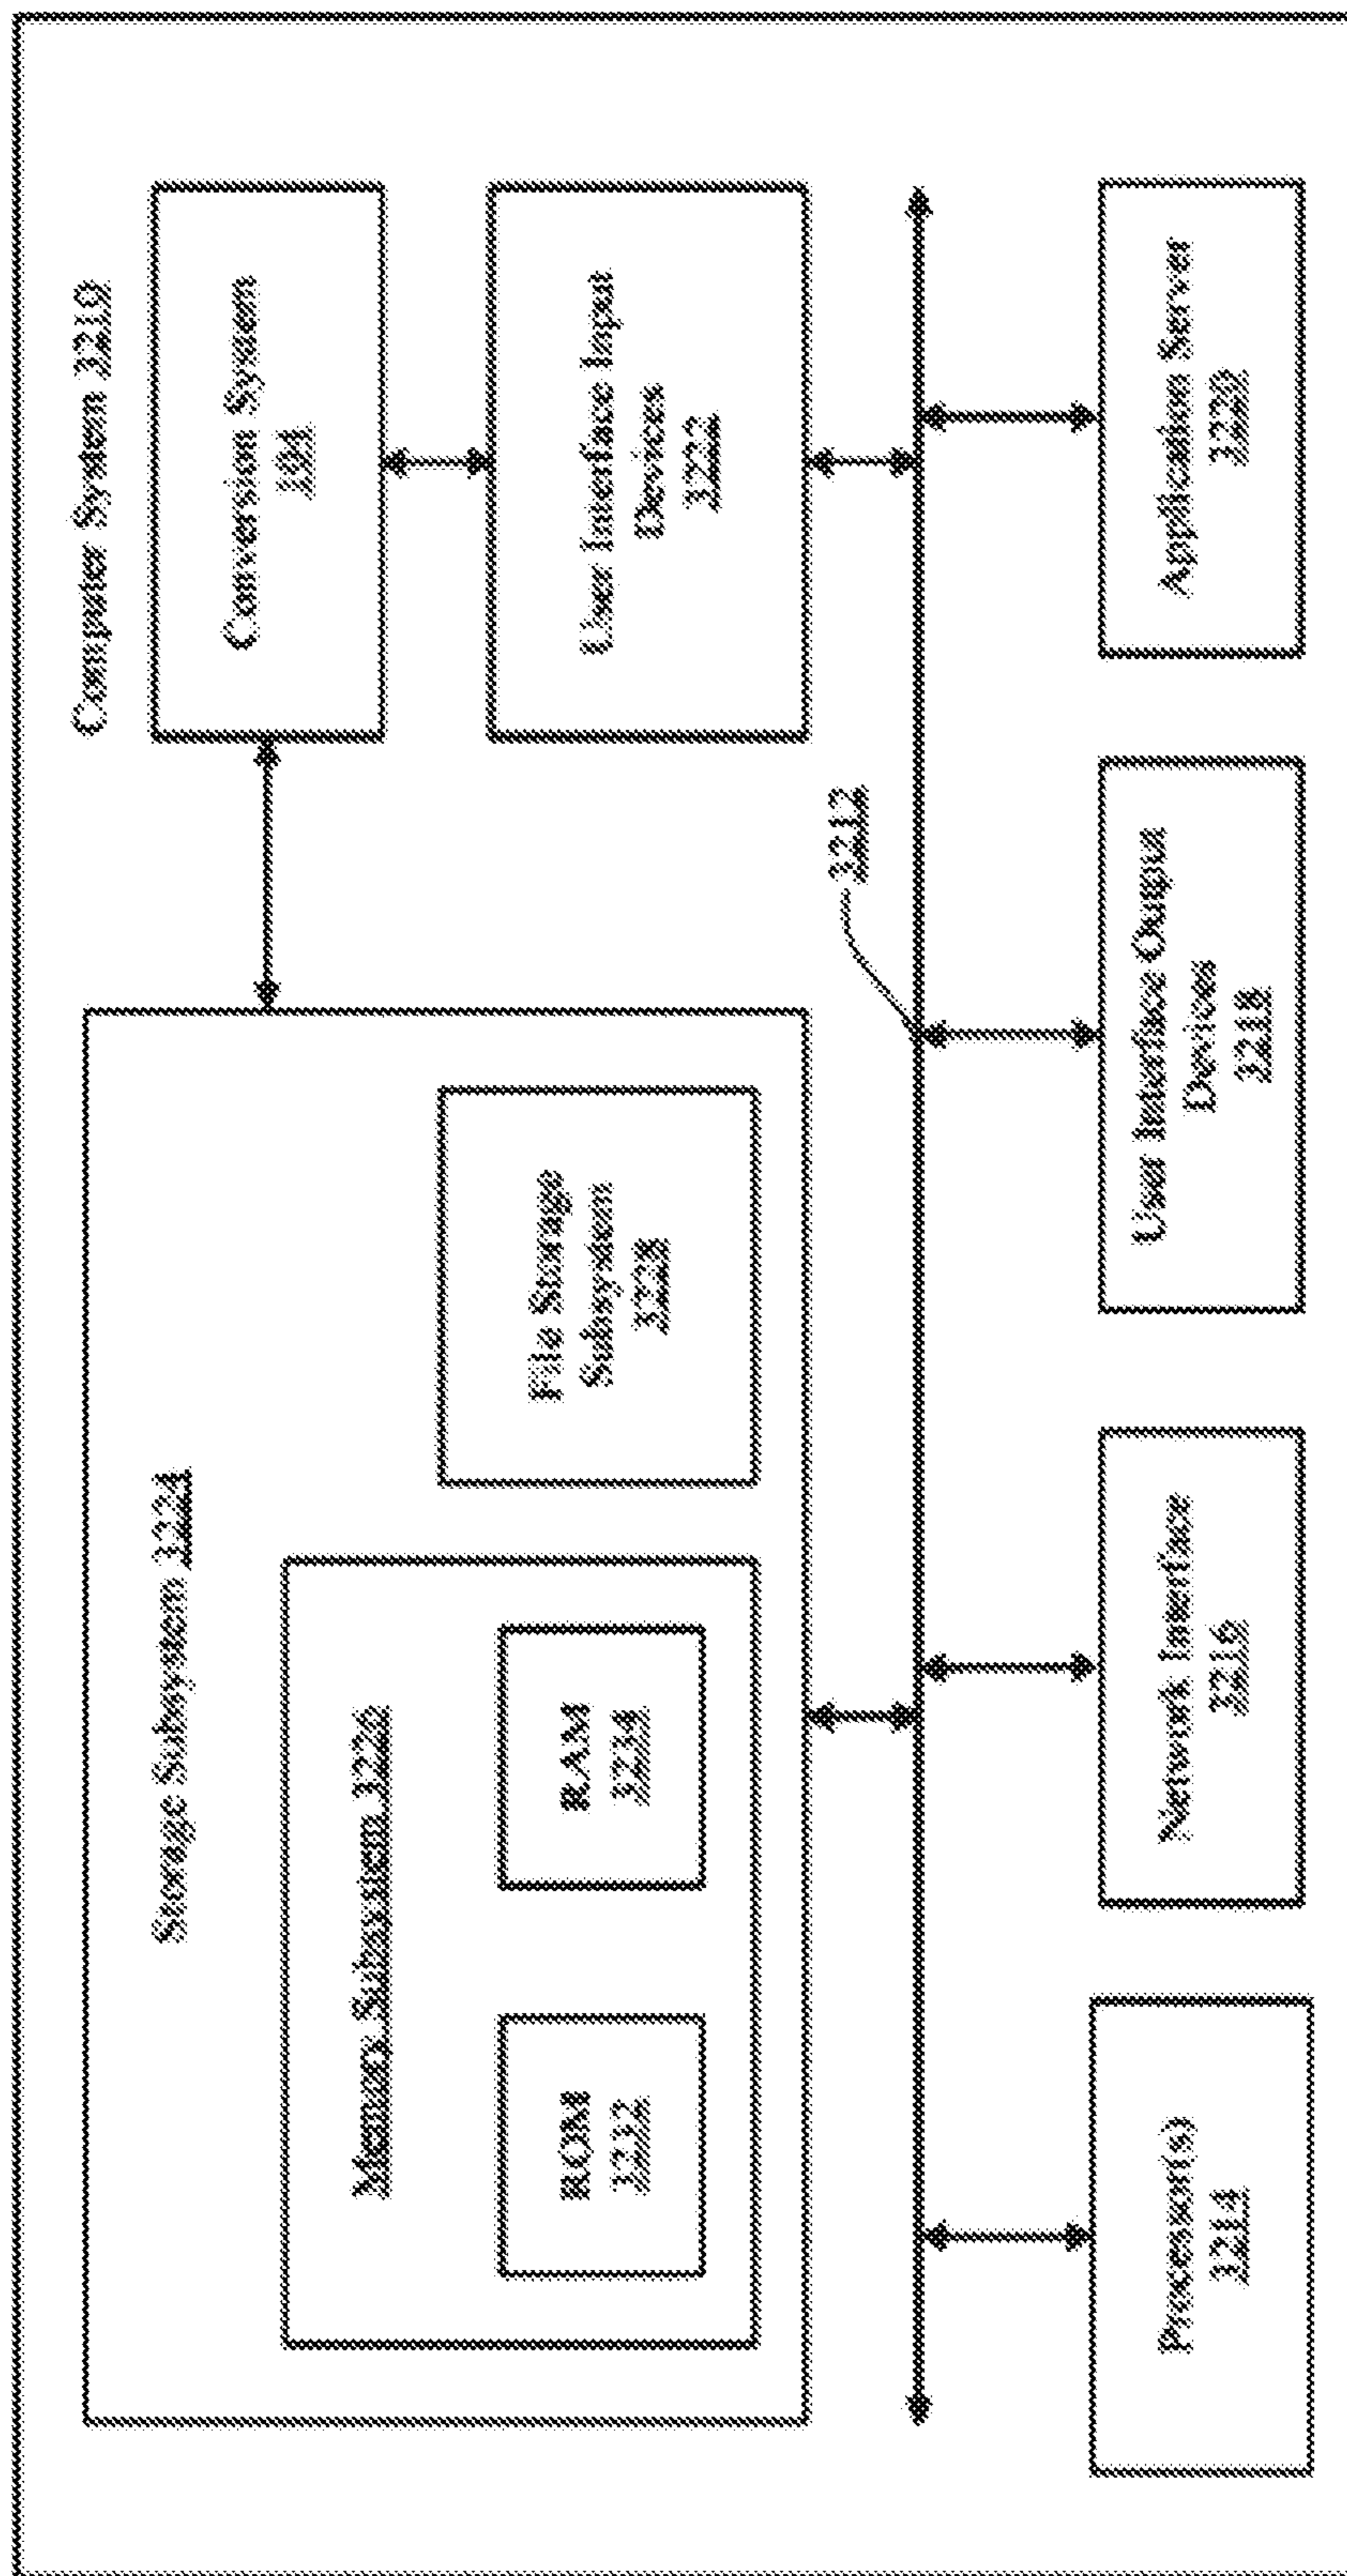 Computer System 3210
Storage Subsystem 3224
Memory Subsystem 3226
ROM
3232
RAM
3234
File Storage
Subsystem
3228
Conversion System
104
User Interface Input
Devices
3222
3212
Processor(s)
3214
Network Interface
3216
User Interface Output
Devices
3218
Application Server
3220